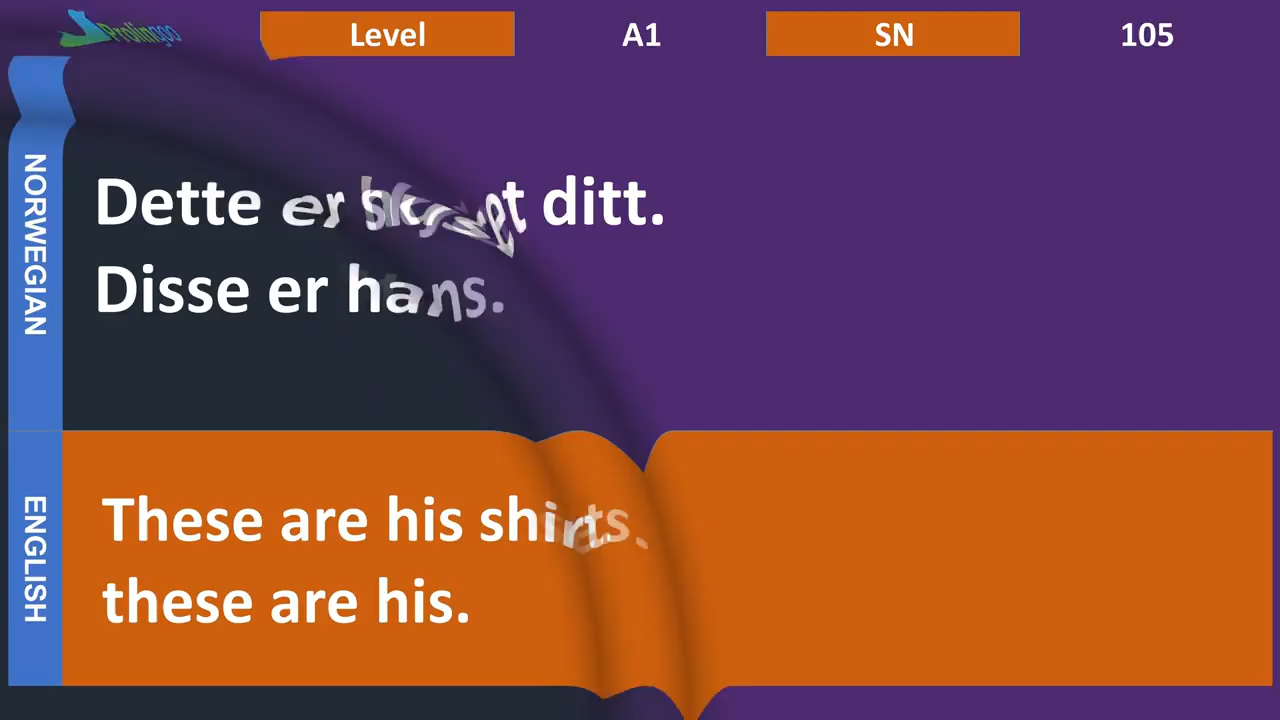 Prolingoo
Level
A1
SN
105
NORWEGIAN
Dette er ditt.
Disse er hans.
ENGLISH
These are his shirts.
these are his.